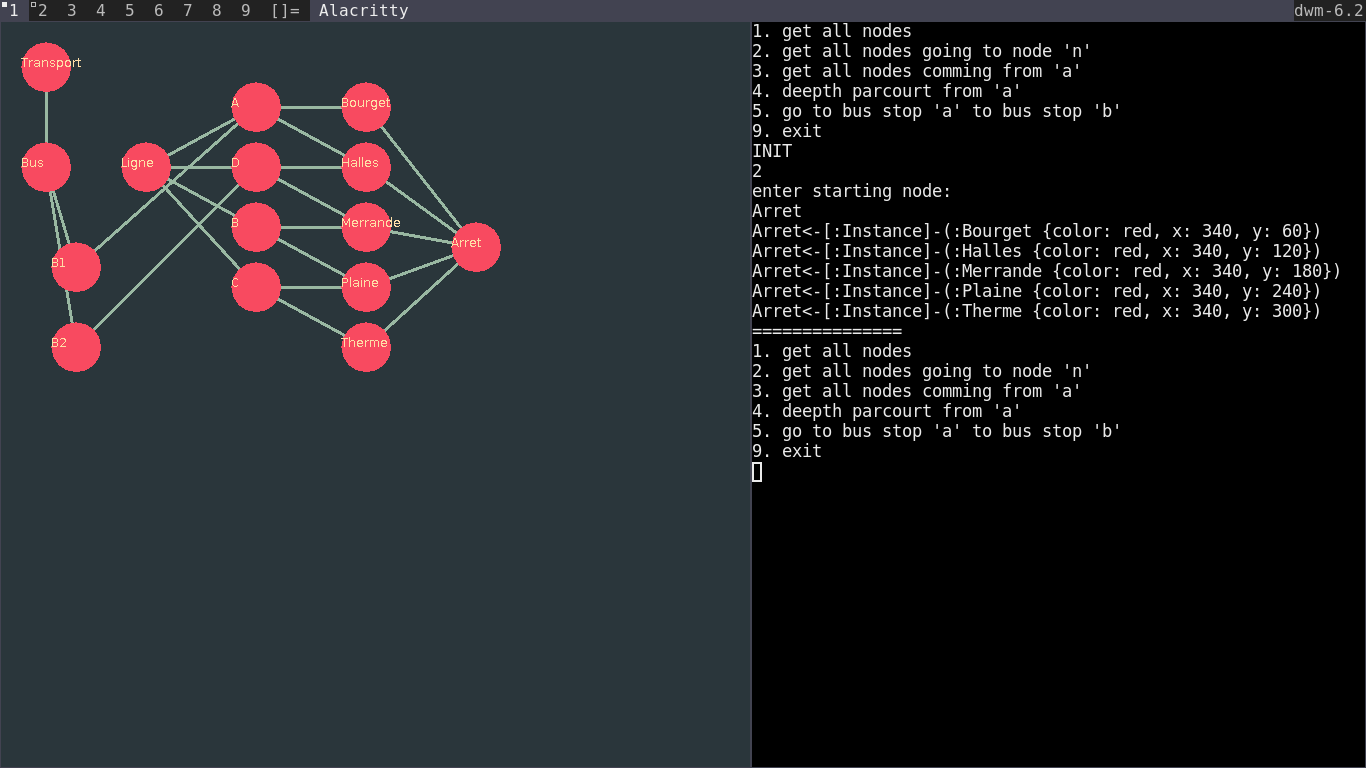 1 2 3 4 5 6 7 8 9 []= Alacritty dwm-6.2
Transport
A Bourget
Bus Ligne D Halles
B Merrande
Arret
B1
C Plaine
B2 Therme
1. get all nodes
2. get all nodes going to node 'n'
3. get all nodes comming from 'a'
4. deepth parcourt from 'a'
5. go to bus stop 'a' to bus stop 'b'
9. exit
INIT
2
enter starting node:
Arret
Arret<-[:Instance]-(:Bourget {color: red, x: 340, y: 60})
Arret<-[:Instance]-(:Halles {color: red, x: 340, y: 120})
Arret<-[:Instance]-(:Merrande {color: red, x: 340, y: 180})
Arret<-[:Instance]-(:Plaine {color: red, x: 340, y: 240})
Arret<-[:Instance]-(:Therme {color: red, x: 340, y: 300})
===============
1. get all nodes
2. get all nodes going to node 'n'
3. get all nodes comming from 'a'
4. deepth parcourt from 'a'
5. go to bus stop 'a' to bus stop 'b'
9. exit